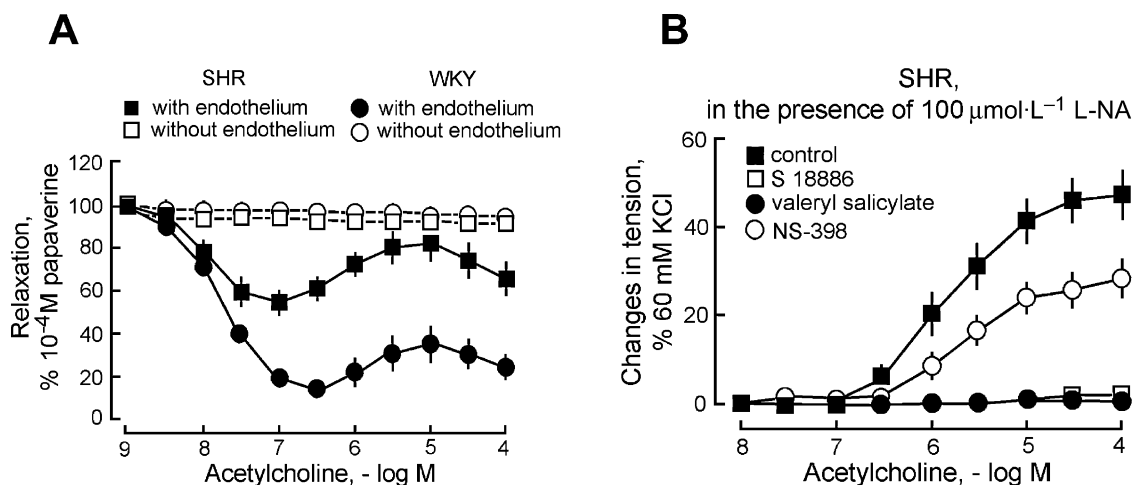 A
SHR
WKY
with endothelium
with endothelium
without endothelium
without endothelium
Relaxation,
% 10⁻⁴M papaverine
120
100
80
60
40
20
0
9
8
7
6
5
4
Acetylcholine, - log M
B
SHR,
in the presence of 100 μmol·L⁻¹ L-NA
control
S 18886
valeryl salicylate
NS-398
Changes in tension,
% 60 mM KCl
60
40
20
0
8
7
6
5
4
Acetylcholine, - log M